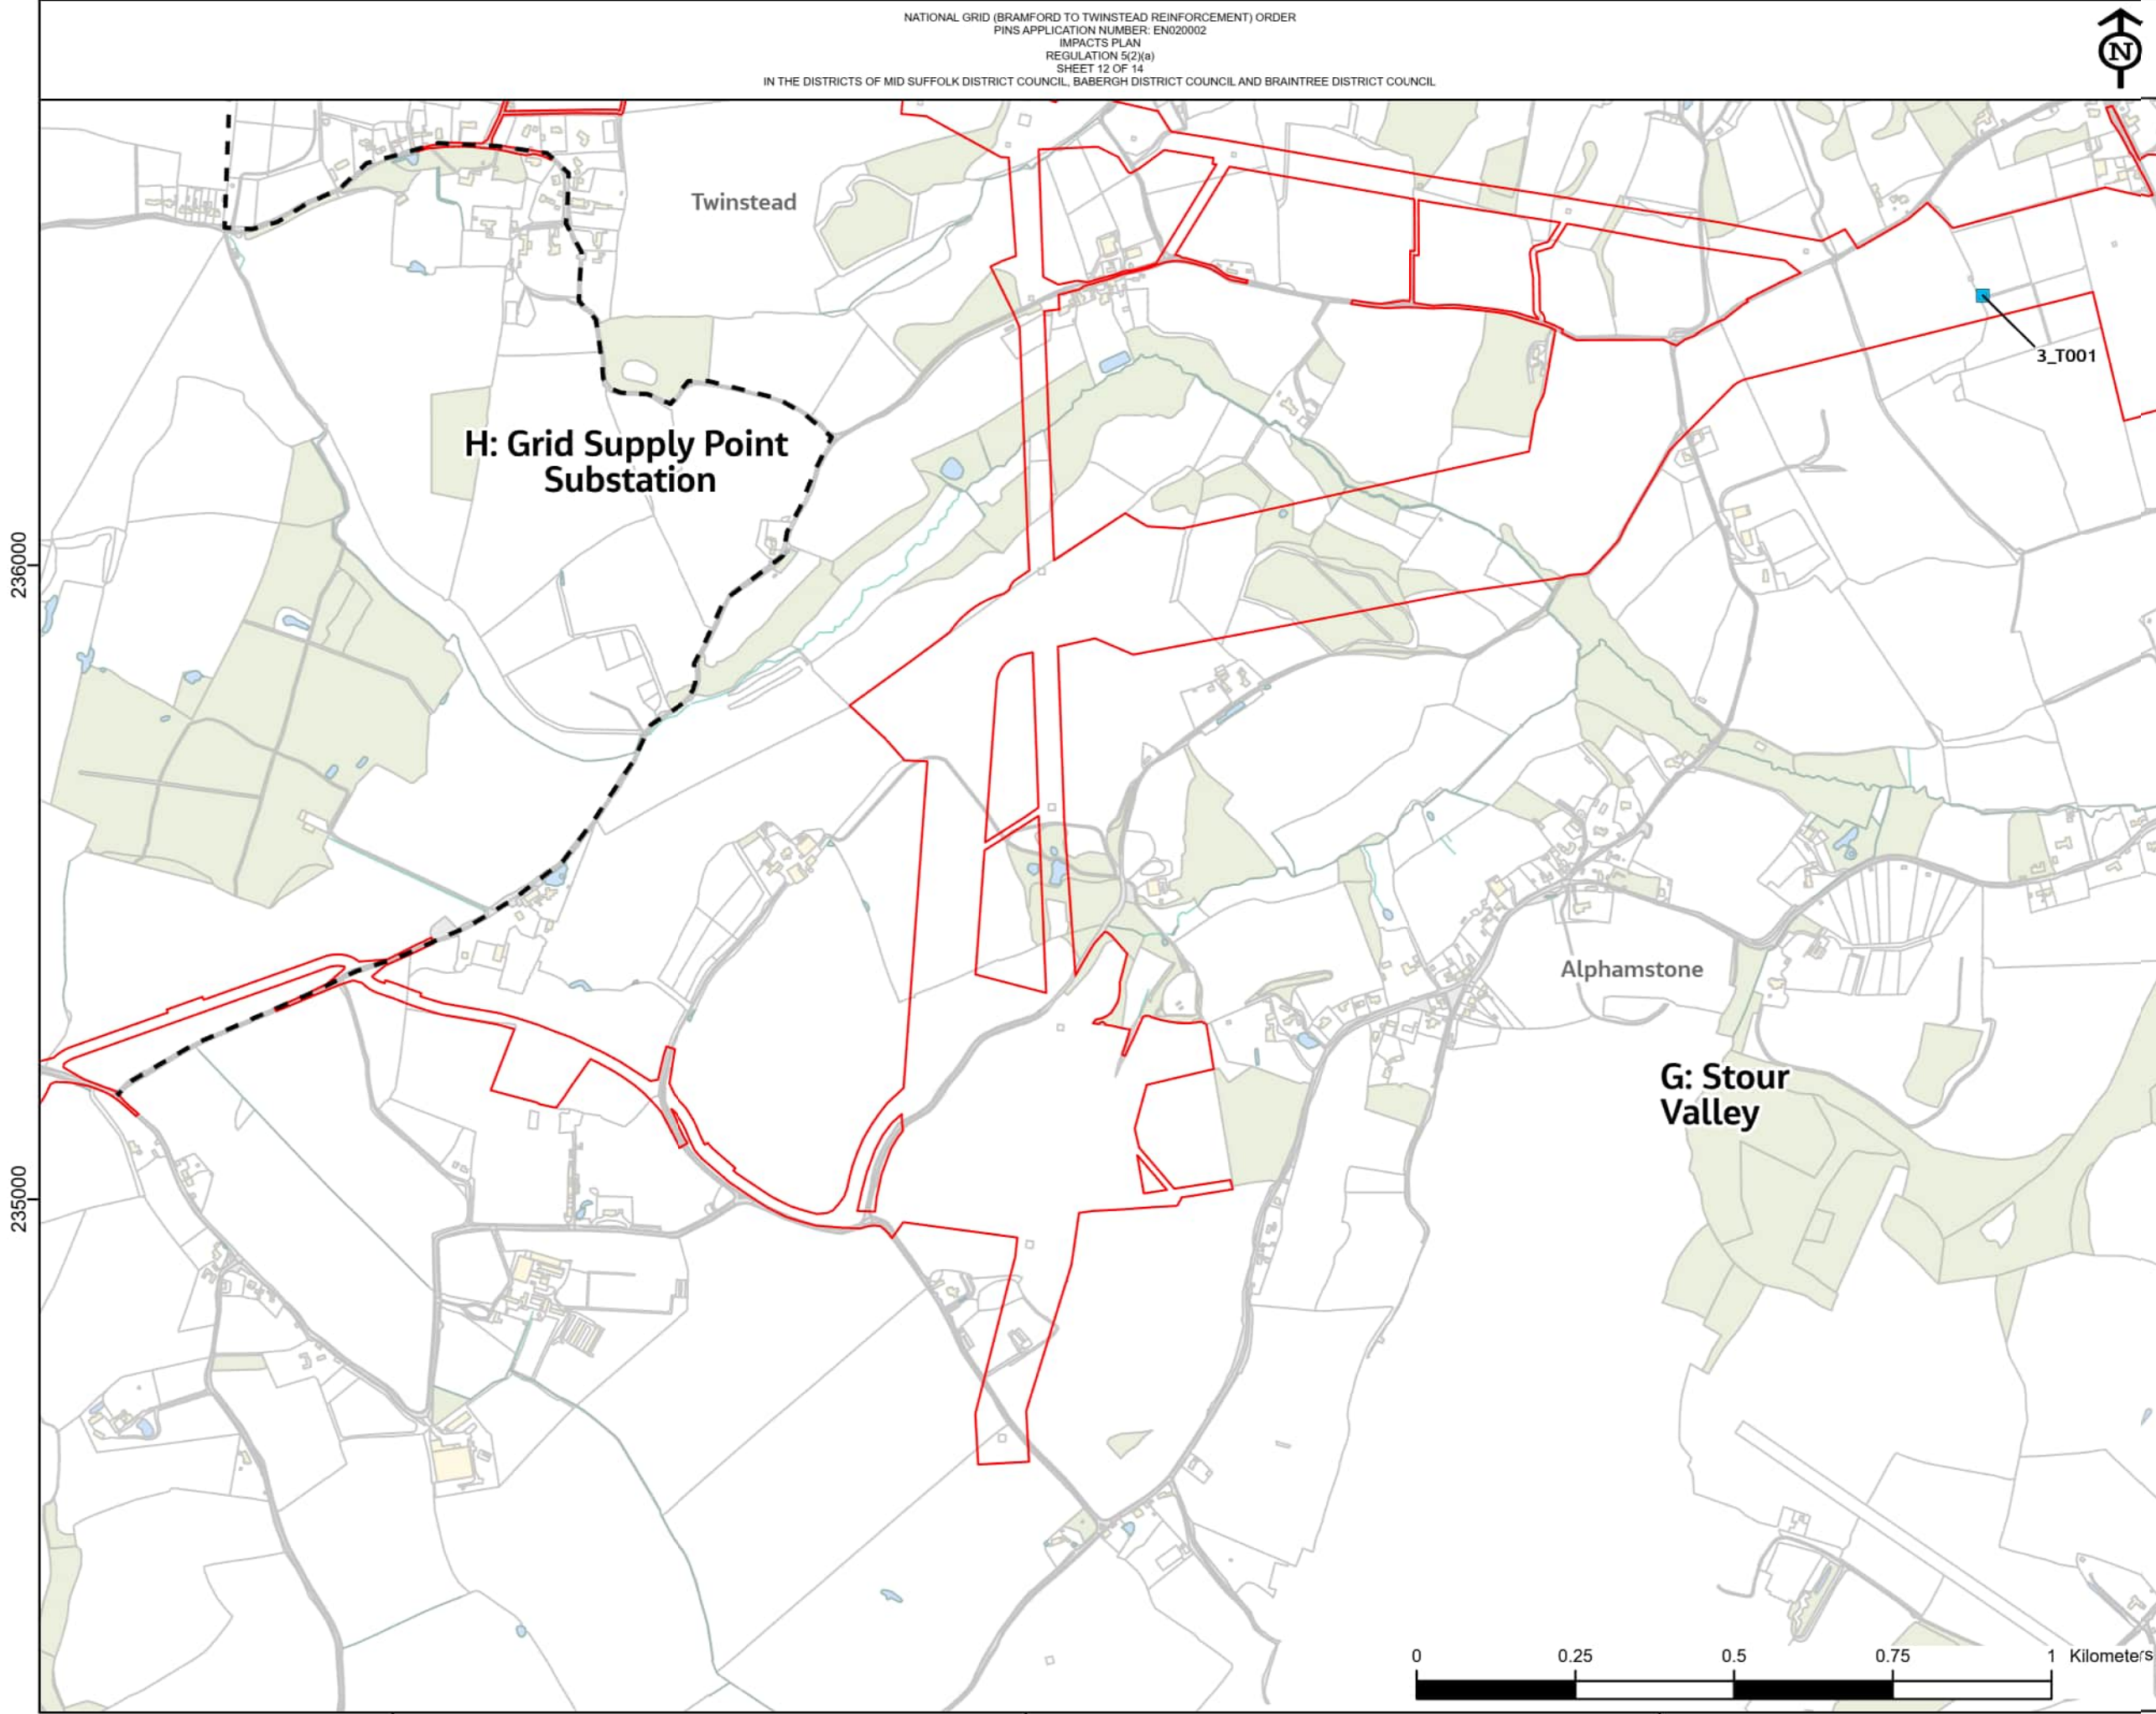 NATIONAL GRID (BRAMFORD TO TWINSTEAD REINFORCEMENT) ORDER
PINS APPLICATION NUMBER: EN020002
IMPACTS PLAN
REGULATION 5(2)(a)
SHEET 12 OF 14
IN THE DISTRICTS OF MID SUFFOLK DISTRICT COUNCIL, BABERGH DISTRICT COUNCIL AND BRAINTREE DISTRICT COUNCIL
N
Twinstead
3_T001
H: Grid Supply Point
Substation
236000
Alphamstone
G: Stour
Valley
235000
0 0.25 0.5 0.75 1 Kilometers